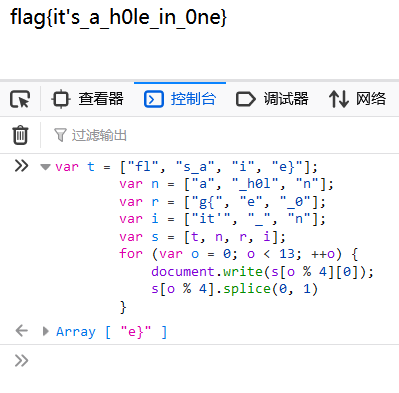 flag{it's_a_h0le_in_0ne}
查看器 控制台 调试器 网络
过滤输出
var t = ["fl", "s_a", "i", "e}"];
var n = ["a", "_h0l", "n"];
var r = ["g{", "e", "_0"];
var i = ["it'", "_", "n"];
var s = [t, n, r, i];
for (var o = 0; o < 13; ++o) {
document.write(s[o % 4][0]);
s[o % 4].splice(0, 1)
}
Array [ "e}" ]